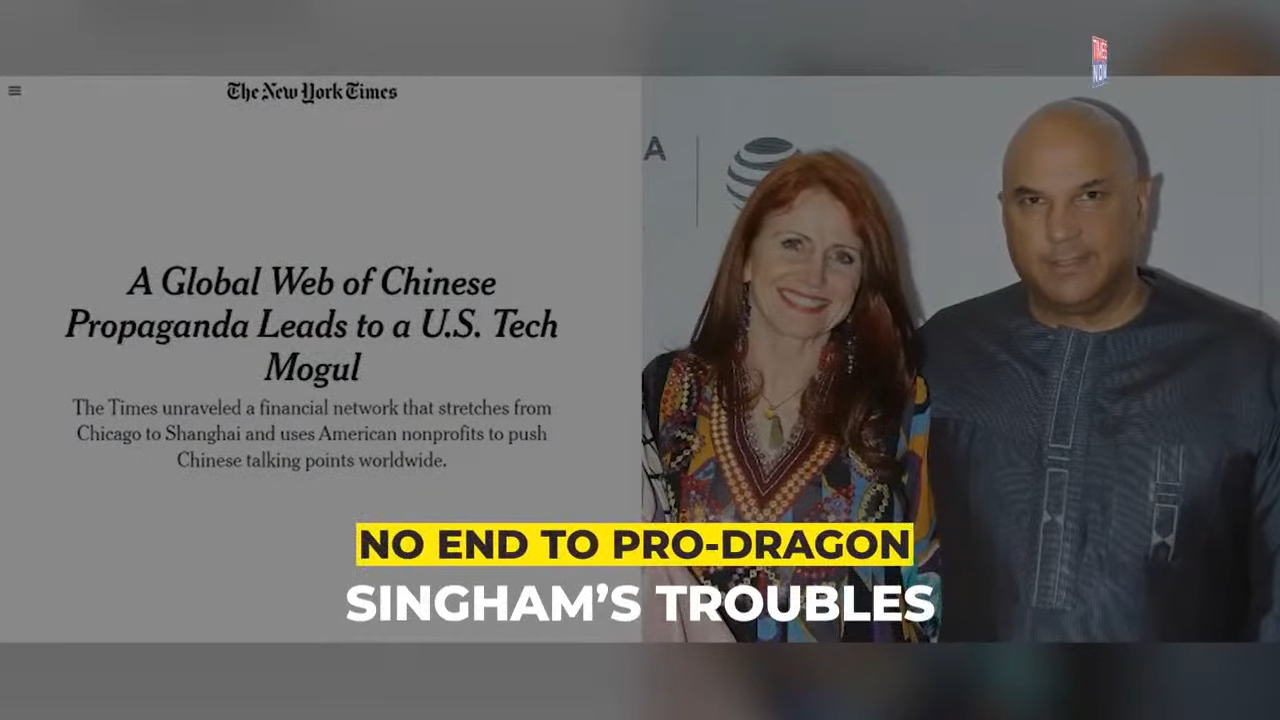 TIMES
NOW
The New York Times
A
A Global Web of Chinese
Propaganda Leads to a U.S. Tech
Mogul
The Times unraveled a financial network that stretches from
Chicago to Shanghai and uses American nonprofits to push
Chinese talking points worldwide.
NO END TO PRO-DRAGON
SINGHAM’S TROUBLES